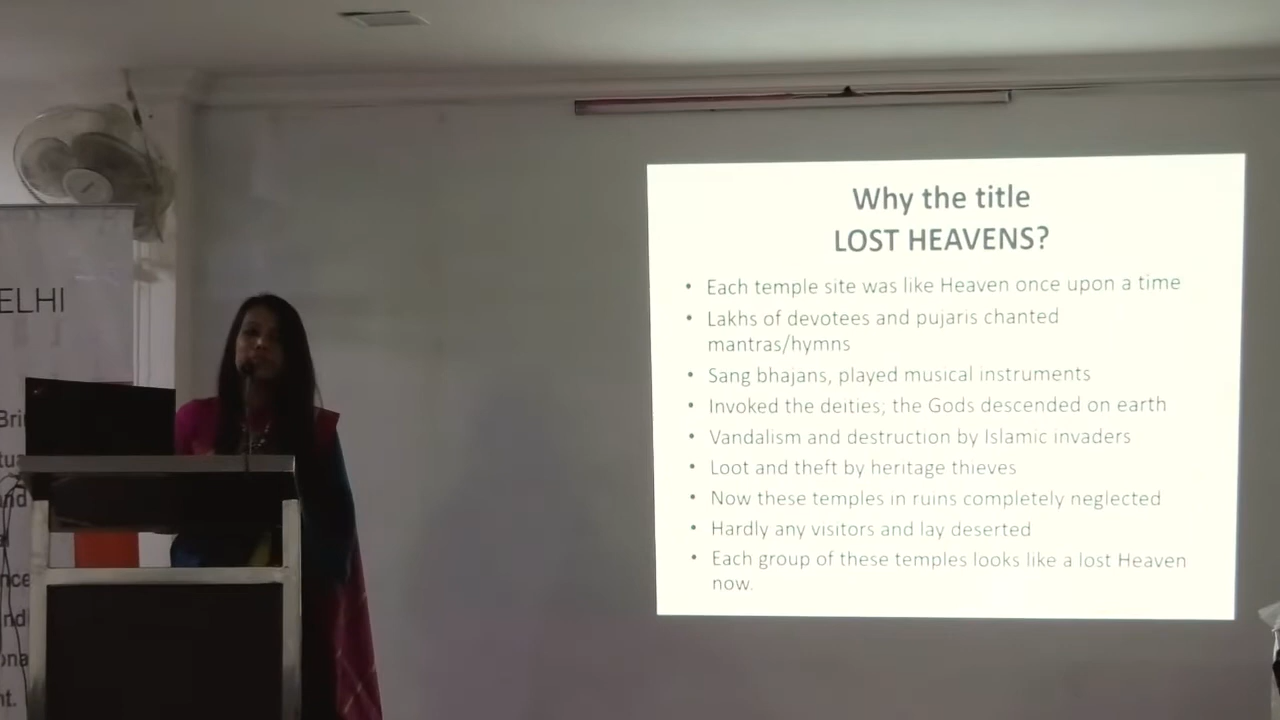 ELHI
Why the title
LOST HEAVENS?
• Each temple site was like Heaven once upon a time
• Lakhs of devotees and pujaris chanted
mantras/hymns
• Sang bhajans, played musical instruments
• Invoked the deities; the Gods descended on earth
• Vandalism and destruction by Islamic invaders
• Loot and theft by heritage thieves
• Now these temples in ruins completely neglected
• Hardly any visitors and lay deserted
• Each group of these temples looks like a lost Heaven
now.